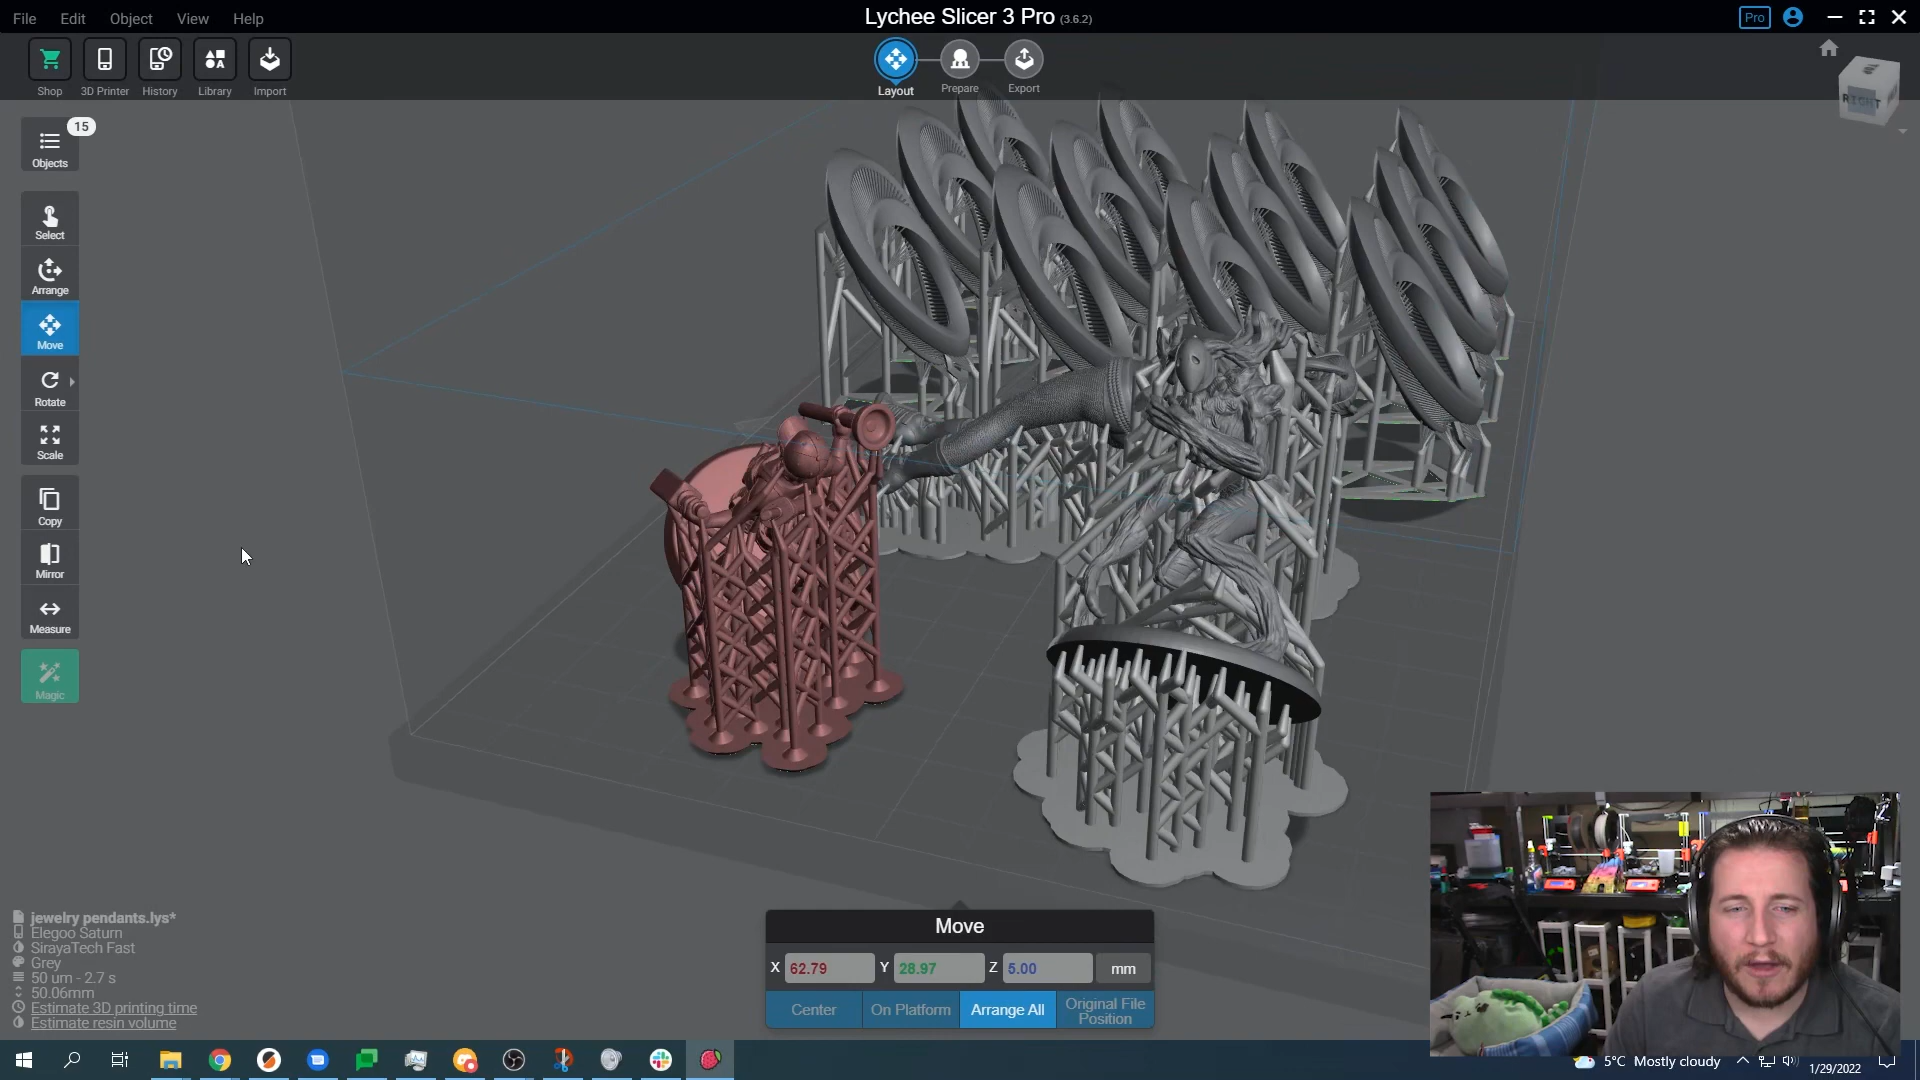 File Edit Object View Help
Lychee Slicer 3 Pro (3.6.2)
Pro
Shop
3D Printer
History
Library
Import
Layout
Prepare
Export
RIGHT
15
Objects
Select
Arrange
Move
Rotate
Scale
Copy
Mirror
Measure
Magic
jewelry pendants.lys*
Elegoo Saturn
SirayaTech Fast
Grey
50 um - 2.7 s
50.06mm
Estimate 3D printing time
Estimate resin volume
Move
X 62.79 Y 28.97 Z 5.00 mm
Center
On Platform
Arrange All
Original File
Position
5°C Mostly cloudy
1/29/2022